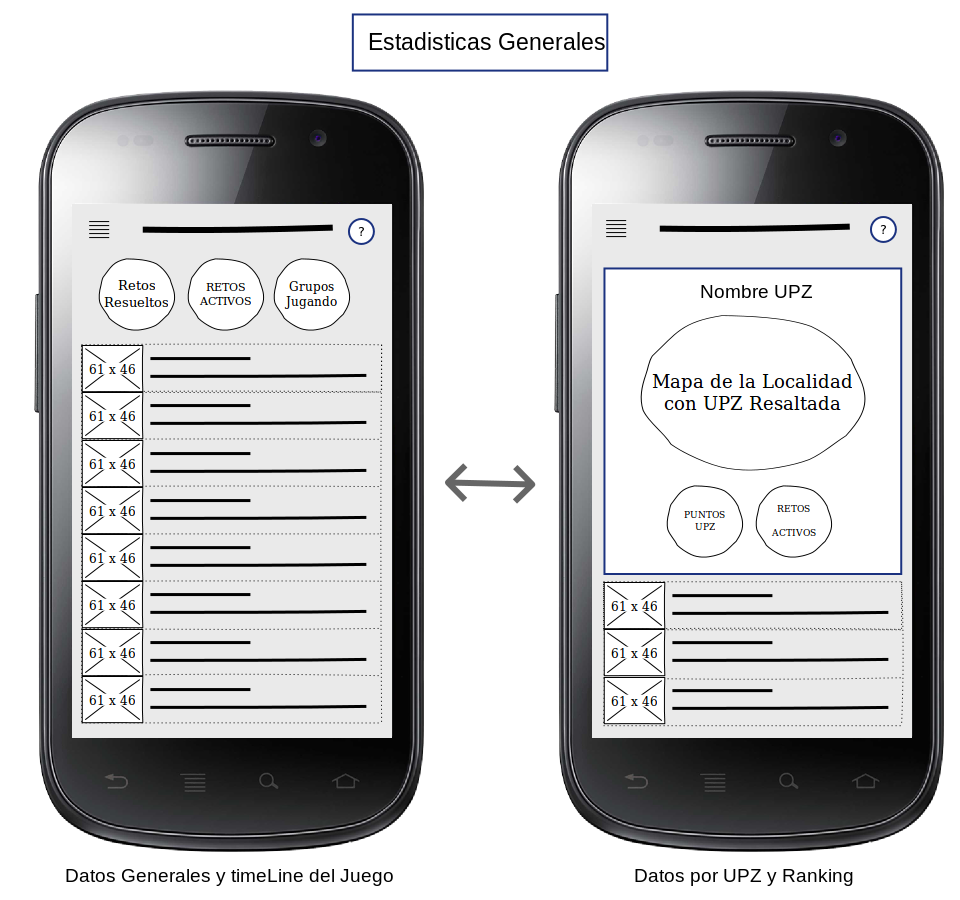 Estadisticas Generales
?
Retos
Resueltos
RETOS
ACTIVOS
Grupos
Jugando
61 x 46
61 x 46
61 x 46
61 x 46
61 x 46
61 x 46
61 x 46
61 x 46
Datos Generales y timeLine del Juego
?
Nombre UPZ
Mapa de la Localidad
con UPZ Resaltada
PUNTOS
UPZ
RETOS
ACTIVOS
61 x 46
61 x 46
61 x 46
Datos por UPZ y Ranking